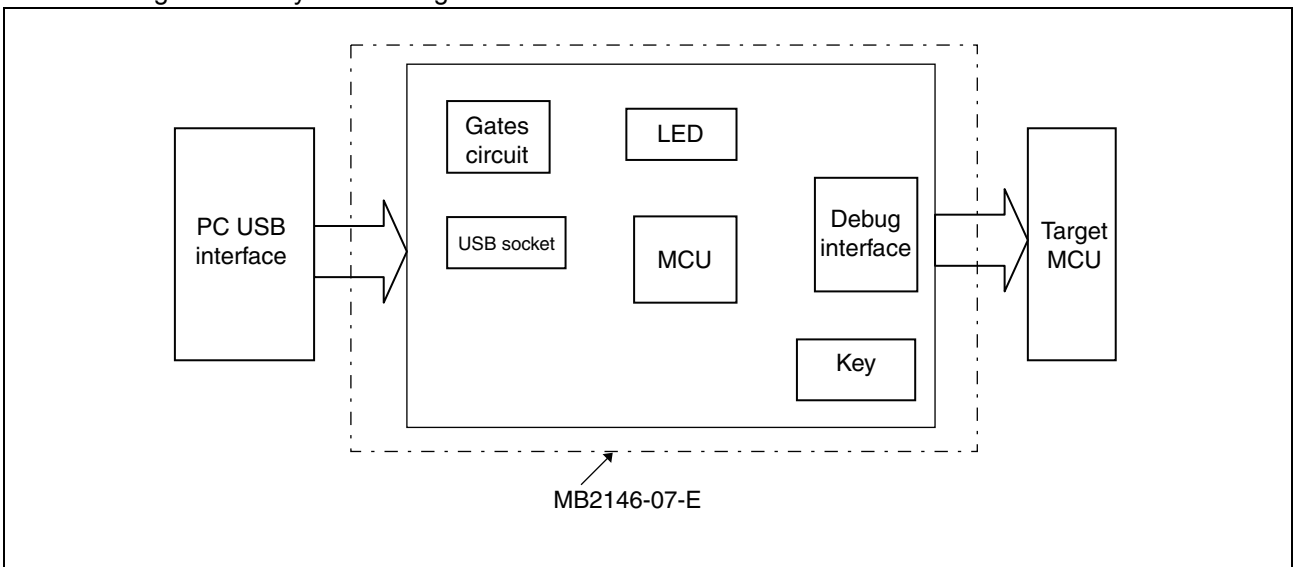 Gates
circuit
LED
PC USB
interface
USB socket
MCU
Debug
interface
Target
MCU
Key
MB2146-07-E